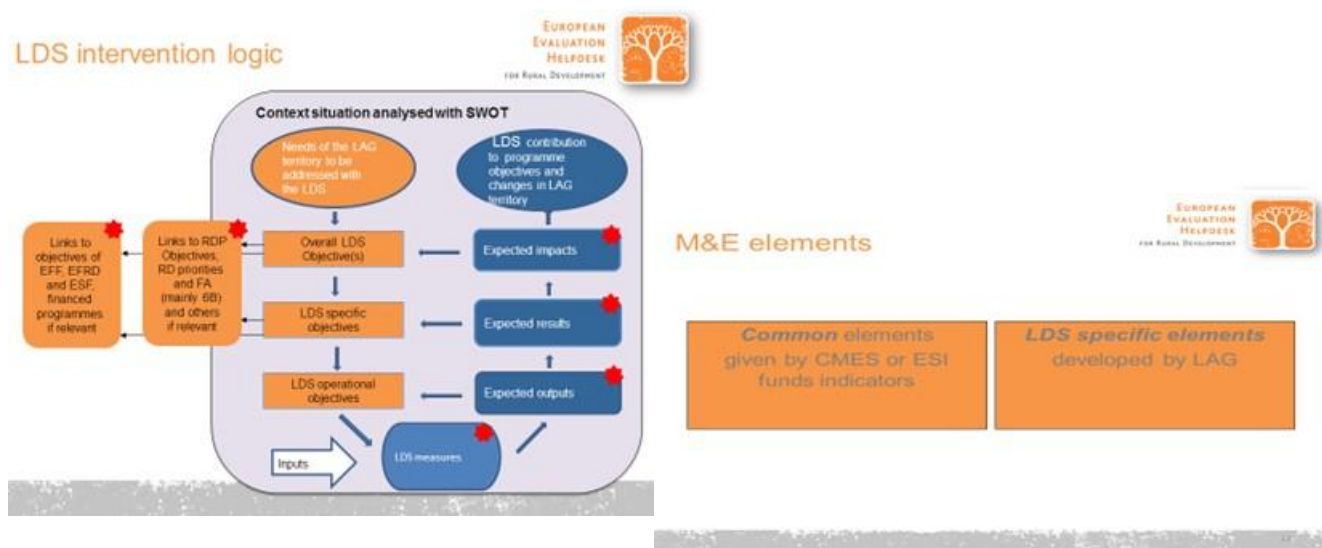 LDS intervention logic
EUROPEAN
EVALUATION
HELPDESK
FOR RURAL DEVELOPMENT
Context situation analysed with SWOT
Needs of the LAG
territory to be
addressed with
the LDS
LDS contribution
to programme
objectives and
changes in LAG
territory
Links to
objectives of
EFF, EFRD
and ESF,
financed
programmes
if relevant
Links to RDP
Objectives,
RD priorities
and FA
(mainly 6B)
and others
if relevant
Overall LDS
Objective(s)
Expected impacts
LDS specific
objectives
Expected results
LDS operational
objectives
Expected outputs
Inputs
LDS measures
M&E elements
EUROPEAN
EVALUATION
HELPDESK
FOR RURAL DEVELOPMENT
Common elements
given by CMES or ESI
funds indicators
LDS specific elements
developed by LAG